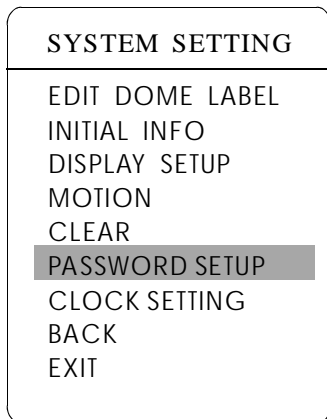 SYSTEM SETTING
EDIT DOME LABEL
INITIAL INFO
DISPLAY SETUP
MOTION
CLEAR
PASSWORD SETUP
CLOCK SETTING
BACK
EXIT